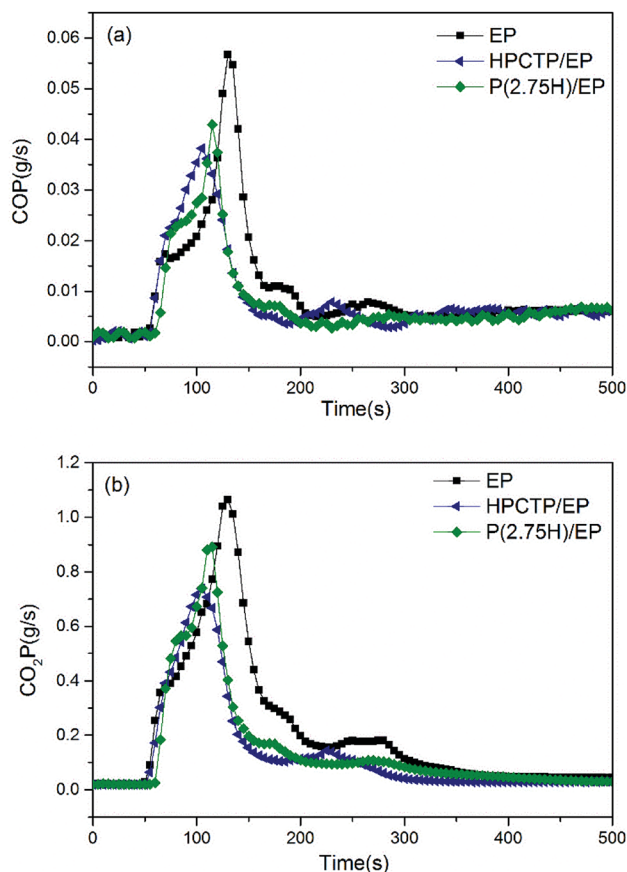 (a)
EP
HPCTP/EP
P(2.75H)/EP
COP(g/s)
0.06
0.05
0.04
0.03
0.02
0.01
0.00
0 100 200 300 400 500
Time(s)
(b)
EP
HPCTP/EP
P(2.75H)/EP
CO₂P(g/s)
1.2
1.0
0.8
0.6
0.4
0.2
0.0
0 100 200 300 400 500
Time(s)